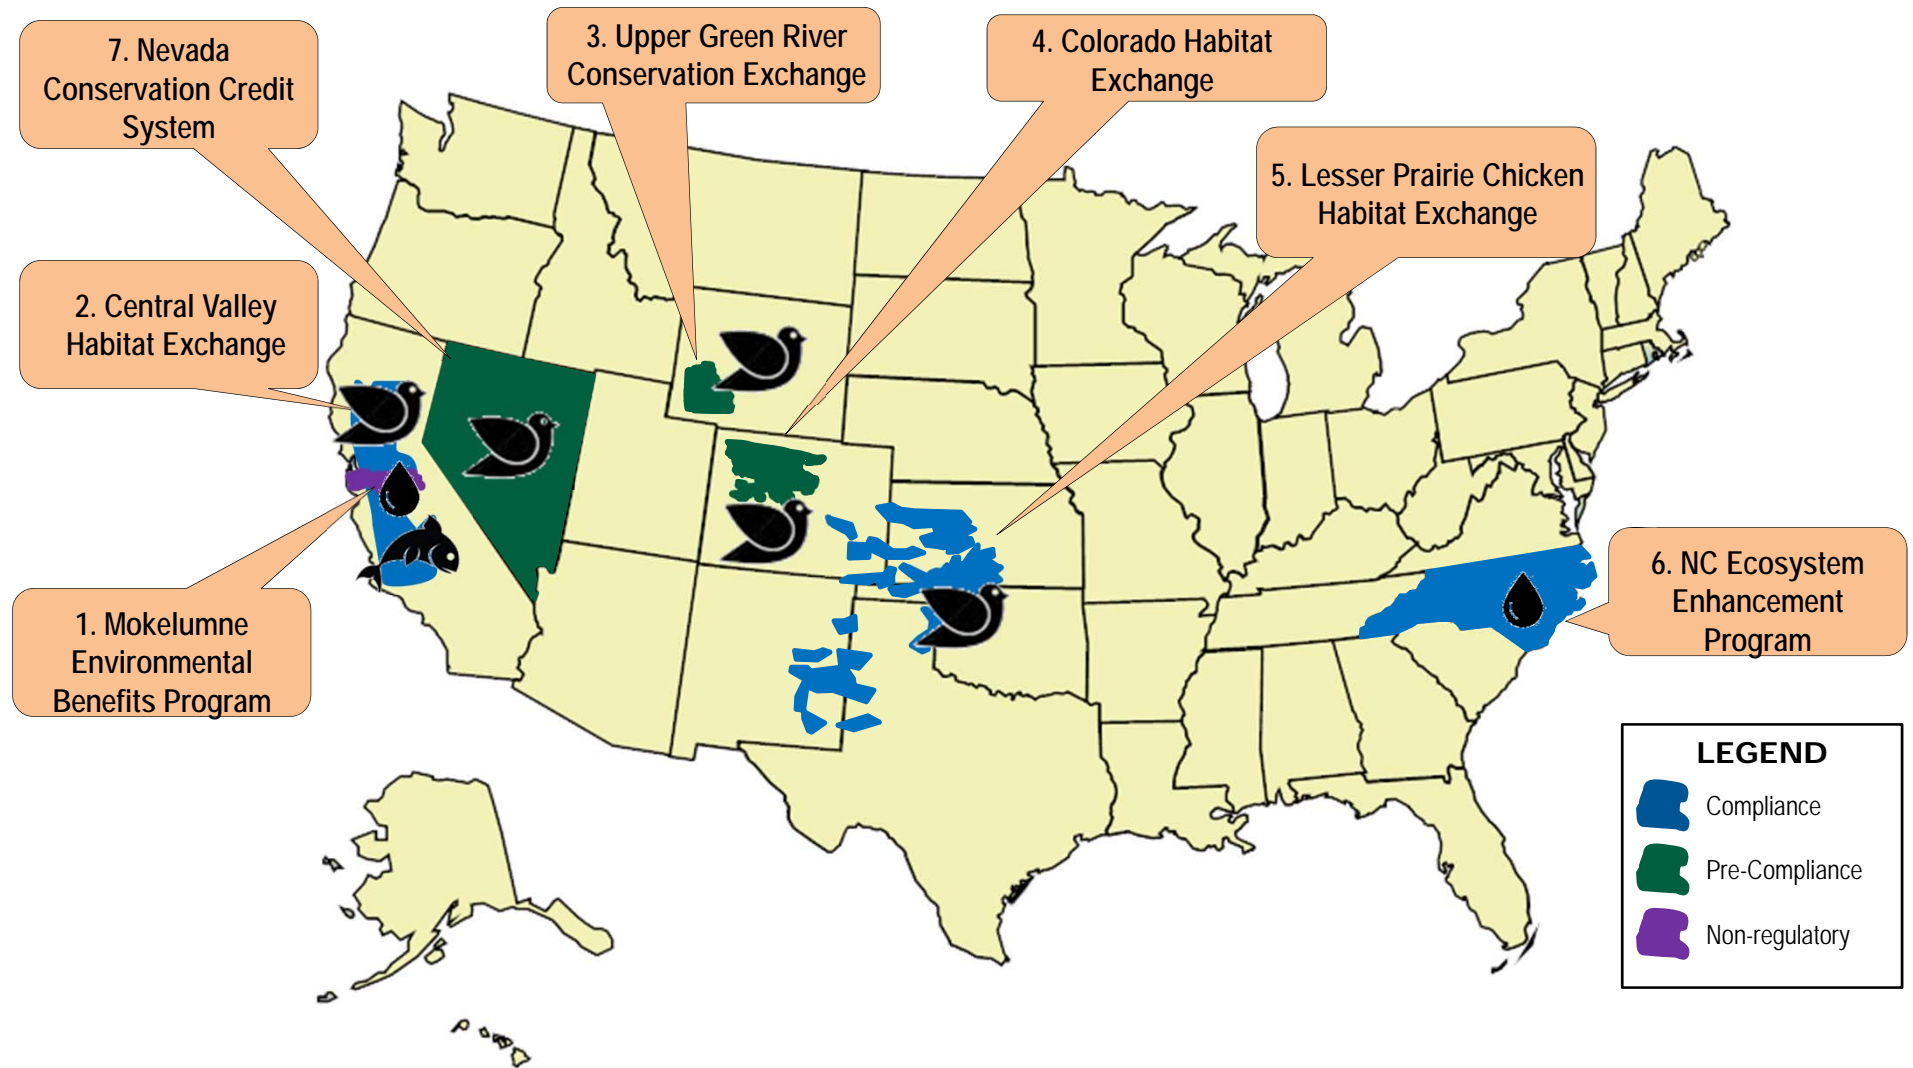 7. Nevada
Conservation Credit
System
3. Upper Green River
Conservation Exchange
4. Colorado Habitat
Exchange
5. Lesser Prairie Chicken
Habitat Exchange
2. Central Valley
Habitat Exchange
1. Mokelumne
Environmental
Benefits Program
6. NC Ecosystem
Enhancement
Program
LEGEND
Compliance
Pre-Compliance
Non-regulatory